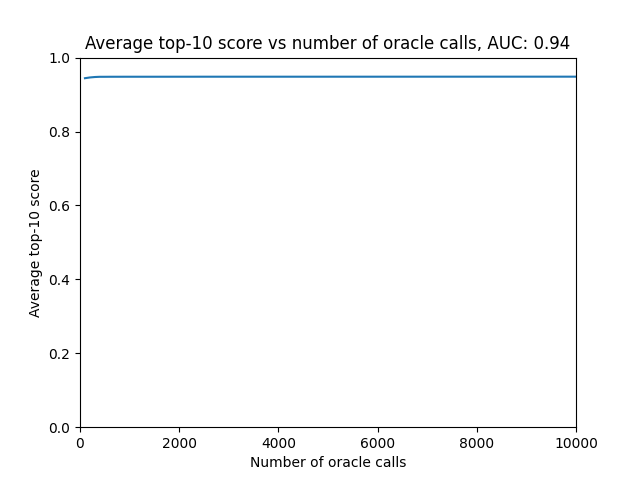 Average top-10 score vs number of oracle calls, AUC: 0.94
Average top-10 score
1.0
0.8
0.6
0.4
0.2
0.0
0 2000 4000 6000 8000 10000
Number of oracle calls